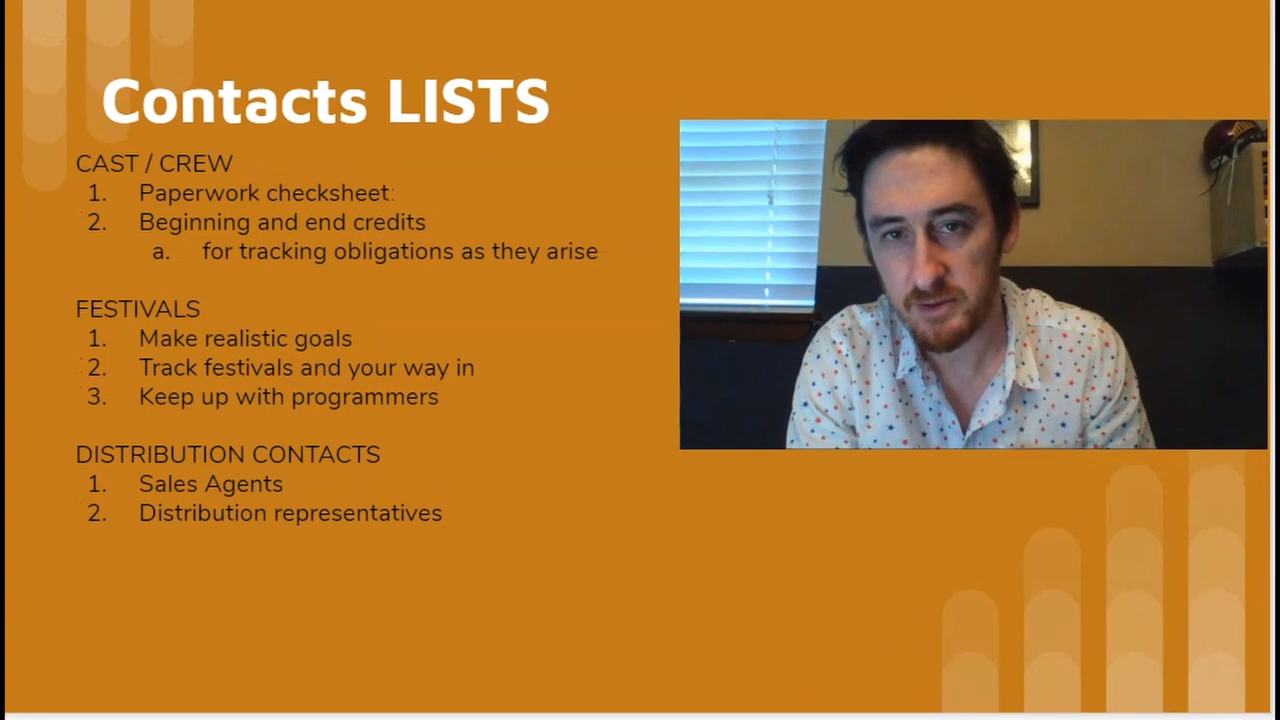 Contacts LISTS
CAST / CREW
1. Paperwork checksheet:
2. Beginning and end credits
a. for tracking obligations as they arise
FESTIVALS
1. Make realistic goals
2. Track festivals and your way in
3. Keep up with programmers
DISTRIBUTION CONTACTS
1. Sales Agents
2. Distribution representatives